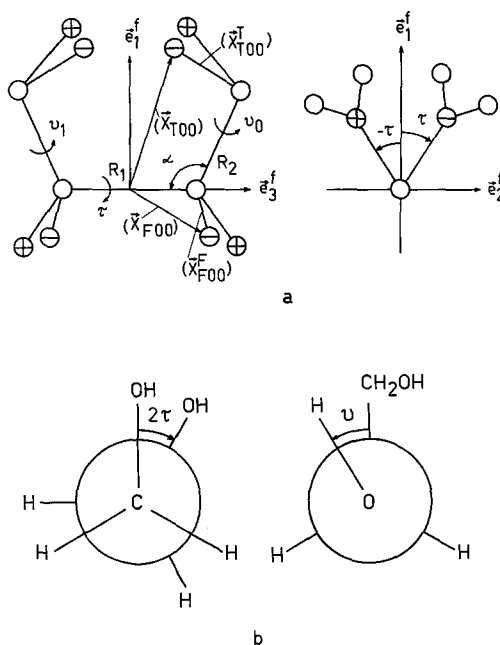 ⊕ e⃗₁ᶠ ⊕ (X⃗ᵀ_T00) e⃗₁ᶠ
⊖ ⊖
(X⃗_T00)
υ₁ υ₀ ⊕ -τ τ ⊖
R₁ α R₂
τ e⃗₃ᶠ e⃗₂ᶠ
(X⃗_F00)
⊕ ⊖ ⊖ ⊕
(X⃗ᶠ_F00)
a
OH CH₂OH
2τ OH H υ
H C O
H H H H
H
b